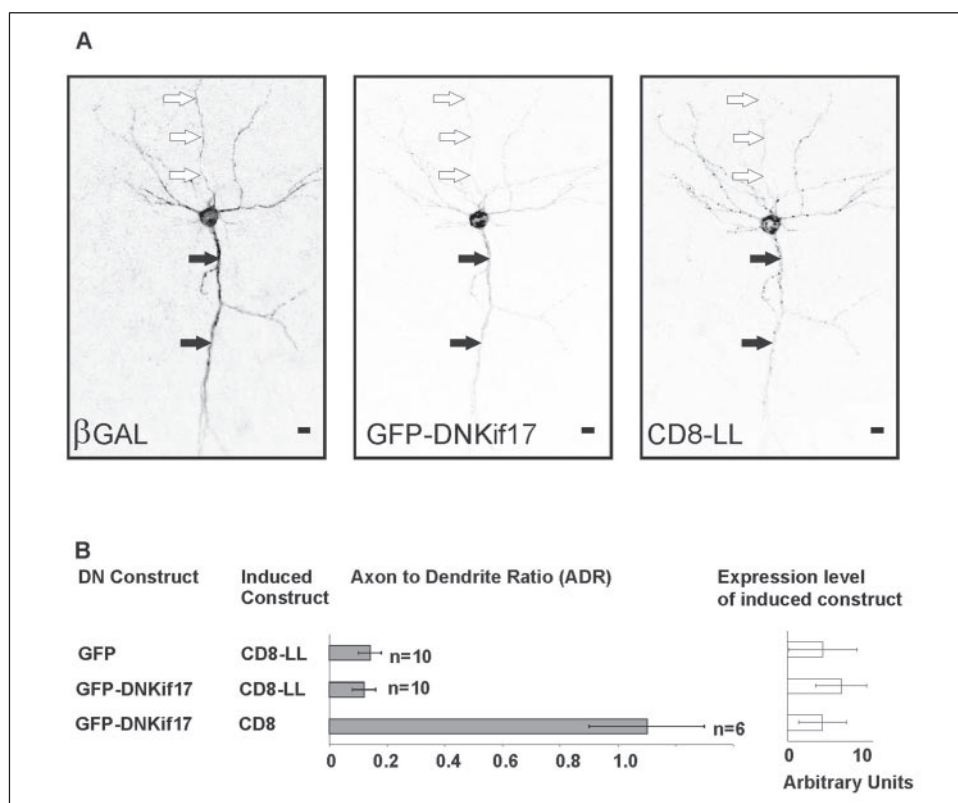 A
βGAL
GFP-DNKif17
CD8-LL
B
DN Construct
Induced
Construct
Axon to Dendrite Ratio (ADR)
Expression level
of induced construct
GFP
CD8-LL
n=10
GFP-DNKif17
CD8-LL
n=10
GFP-DNKif17
CD8
n=6
0 0.2 0.4 0.6 0.8 1.0
0 10
Arbitrary Units